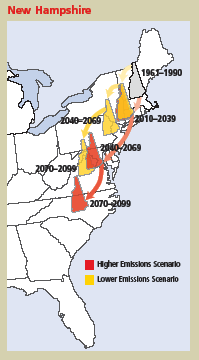 New Hampshire
1961–1990
2040–2069
2010–2039
2040–2069
2070–2099
2070–2099
Higher Emissions Scenario
Lower Emissions Scenario